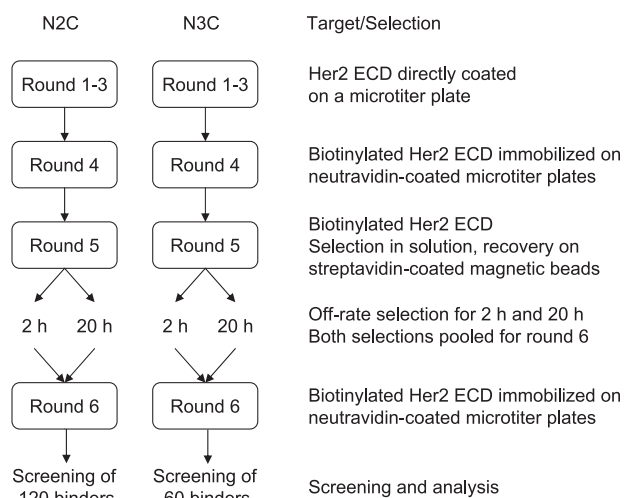 N2C N3C Target/Selection
Round 1-3 Round 1-3 Her2 ECD directly coated
on a microtiter plate
Round 4 Round 4 Biotinylated Her2 ECD immobilized on
neutravidin-coated microtiter plates
Biotinylated Her2 ECD
Round 5 Round 5 Selection in solution, recovery on
streptavidin-coated magnetic beads
2 h 20 h 2 h 20 h Off-rate selection for 2 h and 20 h
Both selections pooled for round 6
Round 6 Round 6 Biotinylated Her2 ECD immobilized on
neutravidin-coated microtiter plates
Screening of Screening of Screening and analysis
120 binders 60 binders